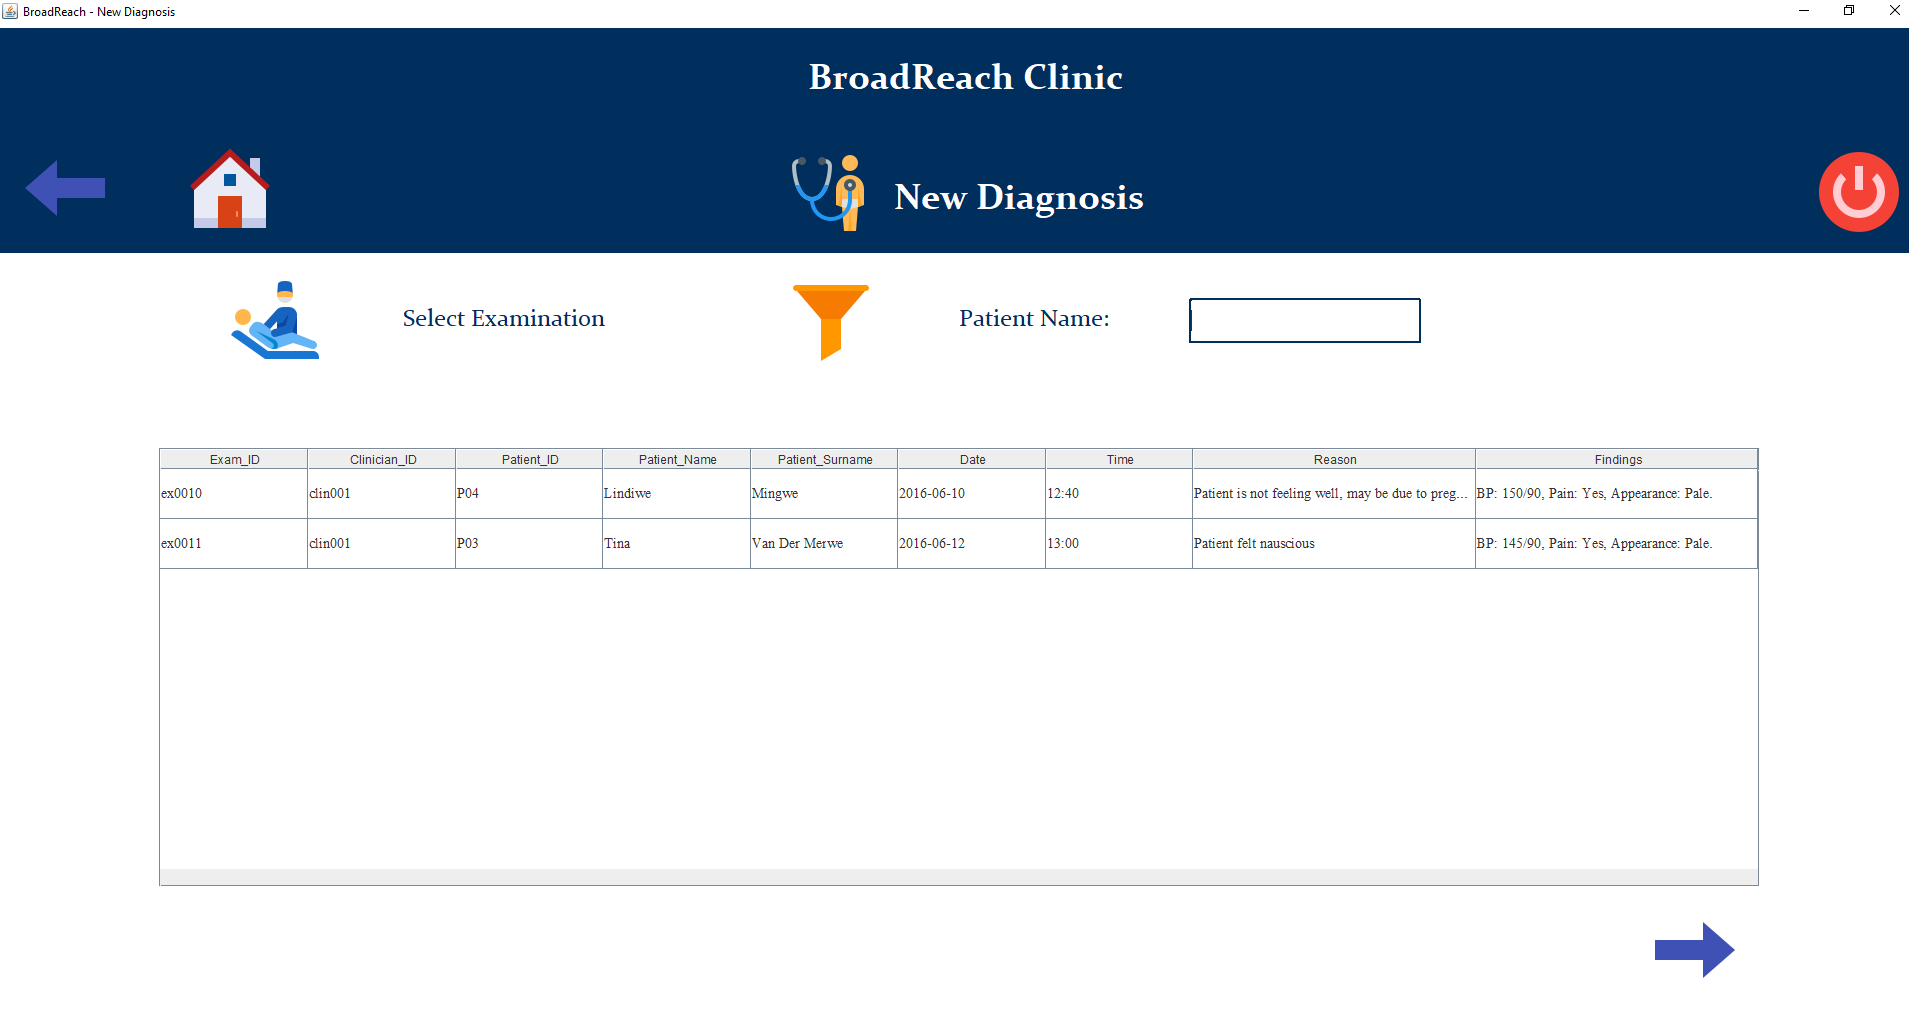 BroadReach - New Diagnosis
BroadReach Clinic
New Diagnosis
Select Examination
Patient Name:
Exam_ID Clinician_ID Patient_ID Patient_Name Patient_Surname Date Time Reason Findings
ex0010 clin001 P04 Lindiwe Mingwe 2016-06-10 12:40 Patient is not feeling well, may be due to preg... BP: 150/90, Pain: Yes, Appearance: Pale.
ex0011 clin001 P03 Tina Van Der Merwe 2016-06-12 13:00 Patient felt nauscious BP: 145/90, Pain: Yes, Appearance: Pale.